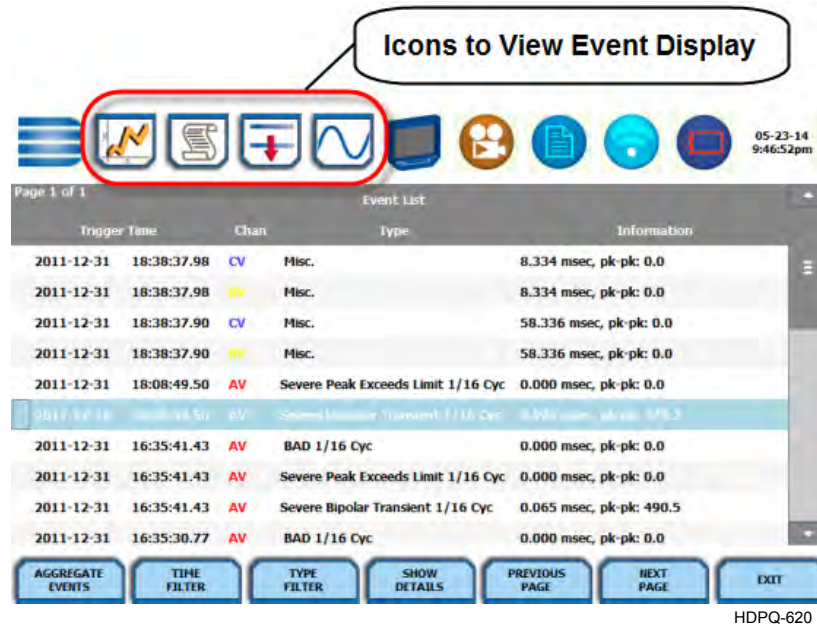 Icons to View Event Display
05-23-14
9:46:52pm
Page 1 of 1
Event List
Trigger Time Chan Type Information
2011-12-31 18:38:37.98 CV Misc. 8.334 msec, pk-pk: 0.0
2011-12-31 18:38:37.98 BV Misc. 8.334 msec, pk-pk: 0.0
2011-12-31 18:38:37.90 CV Misc. 58.336 msec, pk-pk: 0.0
2011-12-31 18:38:37.90 BV Misc. 58.336 msec, pk-pk: 0.0
2011-12-31 18:08:49.50 AV Severe Peak Exceeds Limit 1/16 Cyc 0.000 msec, pk-pk: 0.0
Severe Bipolar Transient 1/16 Cyc
2011-12-31 16:35:41.43 AV BAD 1/16 Cyc 0.000 msec, pk-pk: 0.0
2011-12-31 16:35:41.43 AV Severe Peak Exceeds Limit 1/16 Cyc 0.000 msec, pk-pk: 0.0
2011-12-31 16:35:41.43 AV Severe Bipolar Transient 1/16 Cyc 0.065 msec, pk-pk: 490.5
2011-12-31 16:35:30.77 AV BAD 1/16 Cyc 0.000 msec, pk-pk: 0.0
AGGREGATE EVENTS
TIME FILTER
TYPE FILTER
SHOW DETAILS
PREVIOUS PAGE
NEXT PAGE
EXIT
HDPQ-620